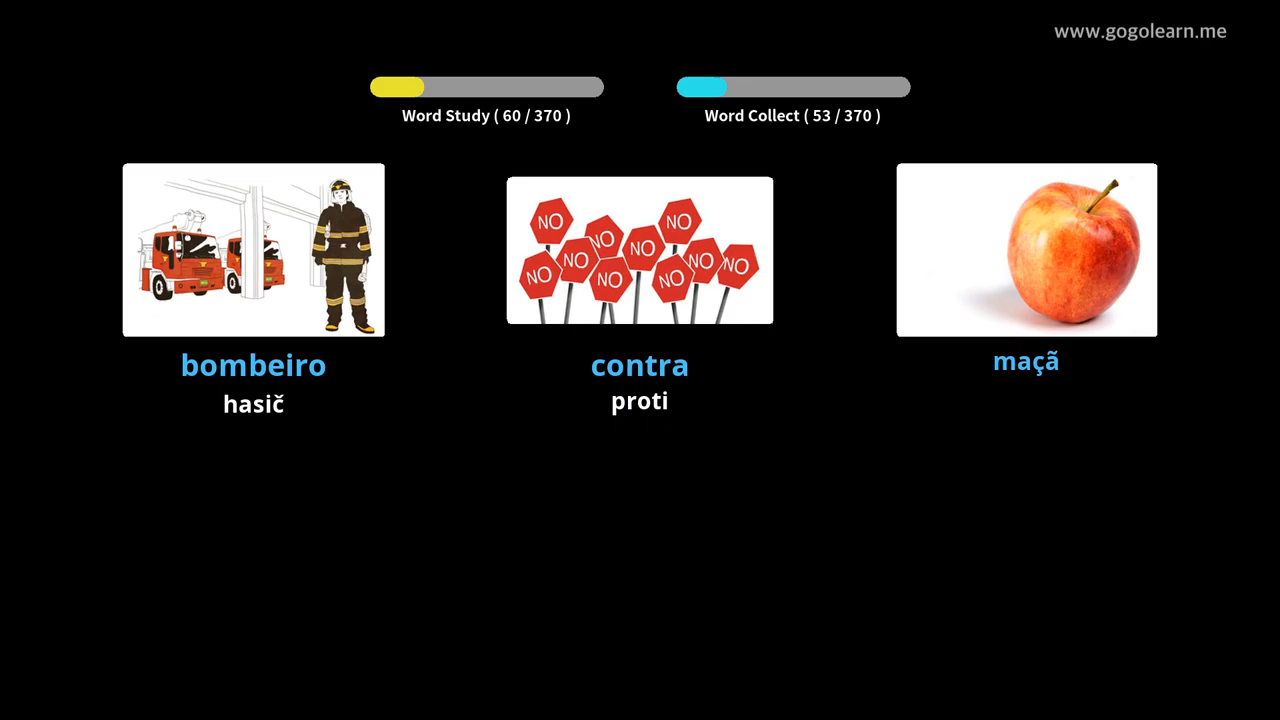 www.gogolearn.me
Word Study ( 60 / 370 )
Word Collect ( 53 / 370 )
NO
NO
NO
NO
NO
NO
NO
NO
NO
NO
bombeiro
hasič
contra
proti
maçã